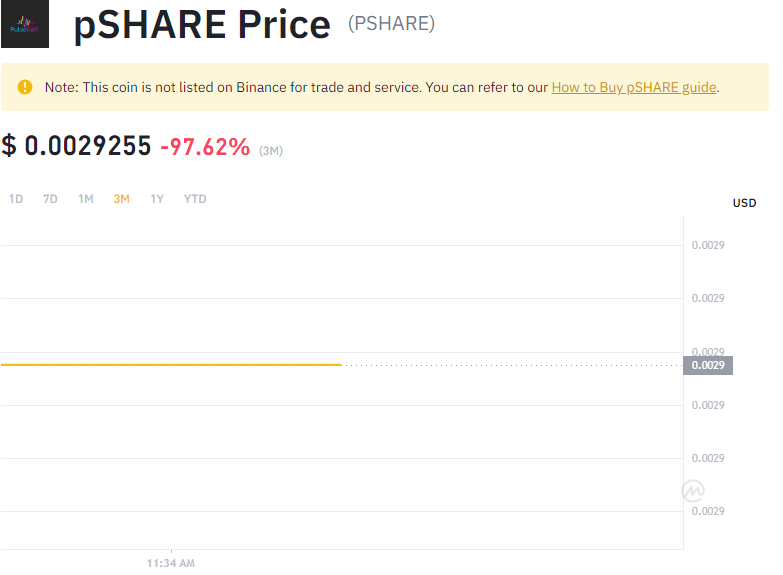 pSHARE Price (PSHARE)
Note: This coin is not listed on Binance for trade and service. You can refer to our How to Buy pSHARE guide.
$ 0.0029255 -97.62% (3M)
1D 7D 1M 3M 1Y YTD
USD
0.0029
0.0029
0.0029
0.0029
0.0029
0.0029
0.0029
11:34 AM